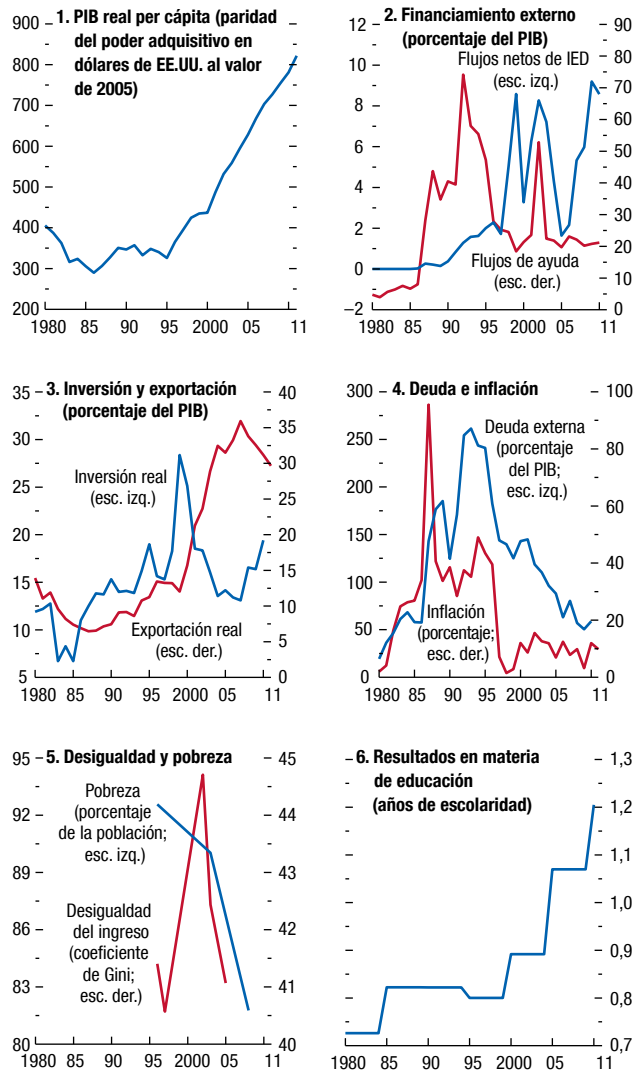 1. PIB real per cápita (paridad
del poder adquisitivo en
dólares de EE.UU. al valor
de 2005)
900
800
700
600
500
400
300
200
1980 85 90 95 2000 05 11
2. Financiamiento externo
(porcentaje del PIB)
Flujos netos de IED
(esc. izq.)
Flujos de ayuda
(esc. der.)
12
10
8
6
4
2
0
–2
90
80
70
60
50
40
30
20
10
0
1980 85 90 95 2000 05 11
3. Inversión y exportación
(porcentaje del PIB)
Inversión real
(esc. izq.)
Exportación real
(esc. der.)
35
30
25
20
15
10
5
40
35
30
25
20
15
10
5
0
1980 85 90 95 2000 05 11
4. Deuda e inflación
Deuda externa
(porcentaje
del PIB;
esc. izq.)
Inflación
(porcentaje;
esc. der.)
300
250
200
150
100
50
0
100
80
60
40
20
0
1980 85 90 95 2000 05 11
5. Desigualdad y pobreza
Pobreza
(porcentaje
de la población;
esc. izq.)
Desigualdad
del ingreso
(coeficiente
de Gini;
esc. der.)
95
92
89
86
83
80
45
44
43
42
41
40
1980 85 90 95 2000 05 11
6. Resultados en materia
de educación
(años de escolaridad)
1,3
1,2
1,1
1,0
0,9
0,8
0,7
1980 85 90 95 2000 05 11